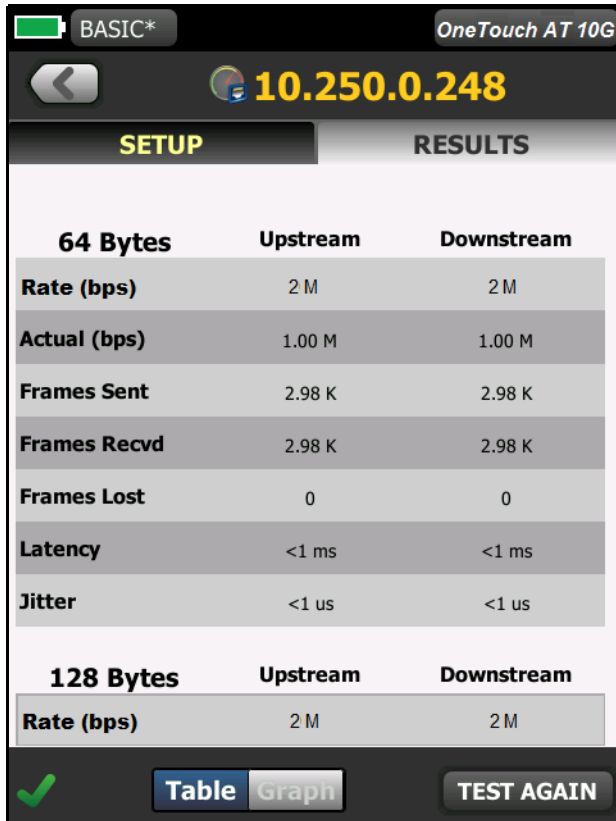 BASIC* OneTouch AT 10G
10.250.0.248
SETUP RESULTS
64 Bytes Upstream Downstream
Rate (bps) 2 M 2 M
Actual (bps) 1.00 M 1.00 M
Frames Sent 2.98 K 2.98 K
Frames Recvd 2.98 K 2.98 K
Frames Lost 0 0
Latency <1 ms <1 ms
Jitter <1 us <1 us
128 Bytes Upstream Downstream
Rate (bps) 2 M 2 M
Table Graph TEST AGAIN